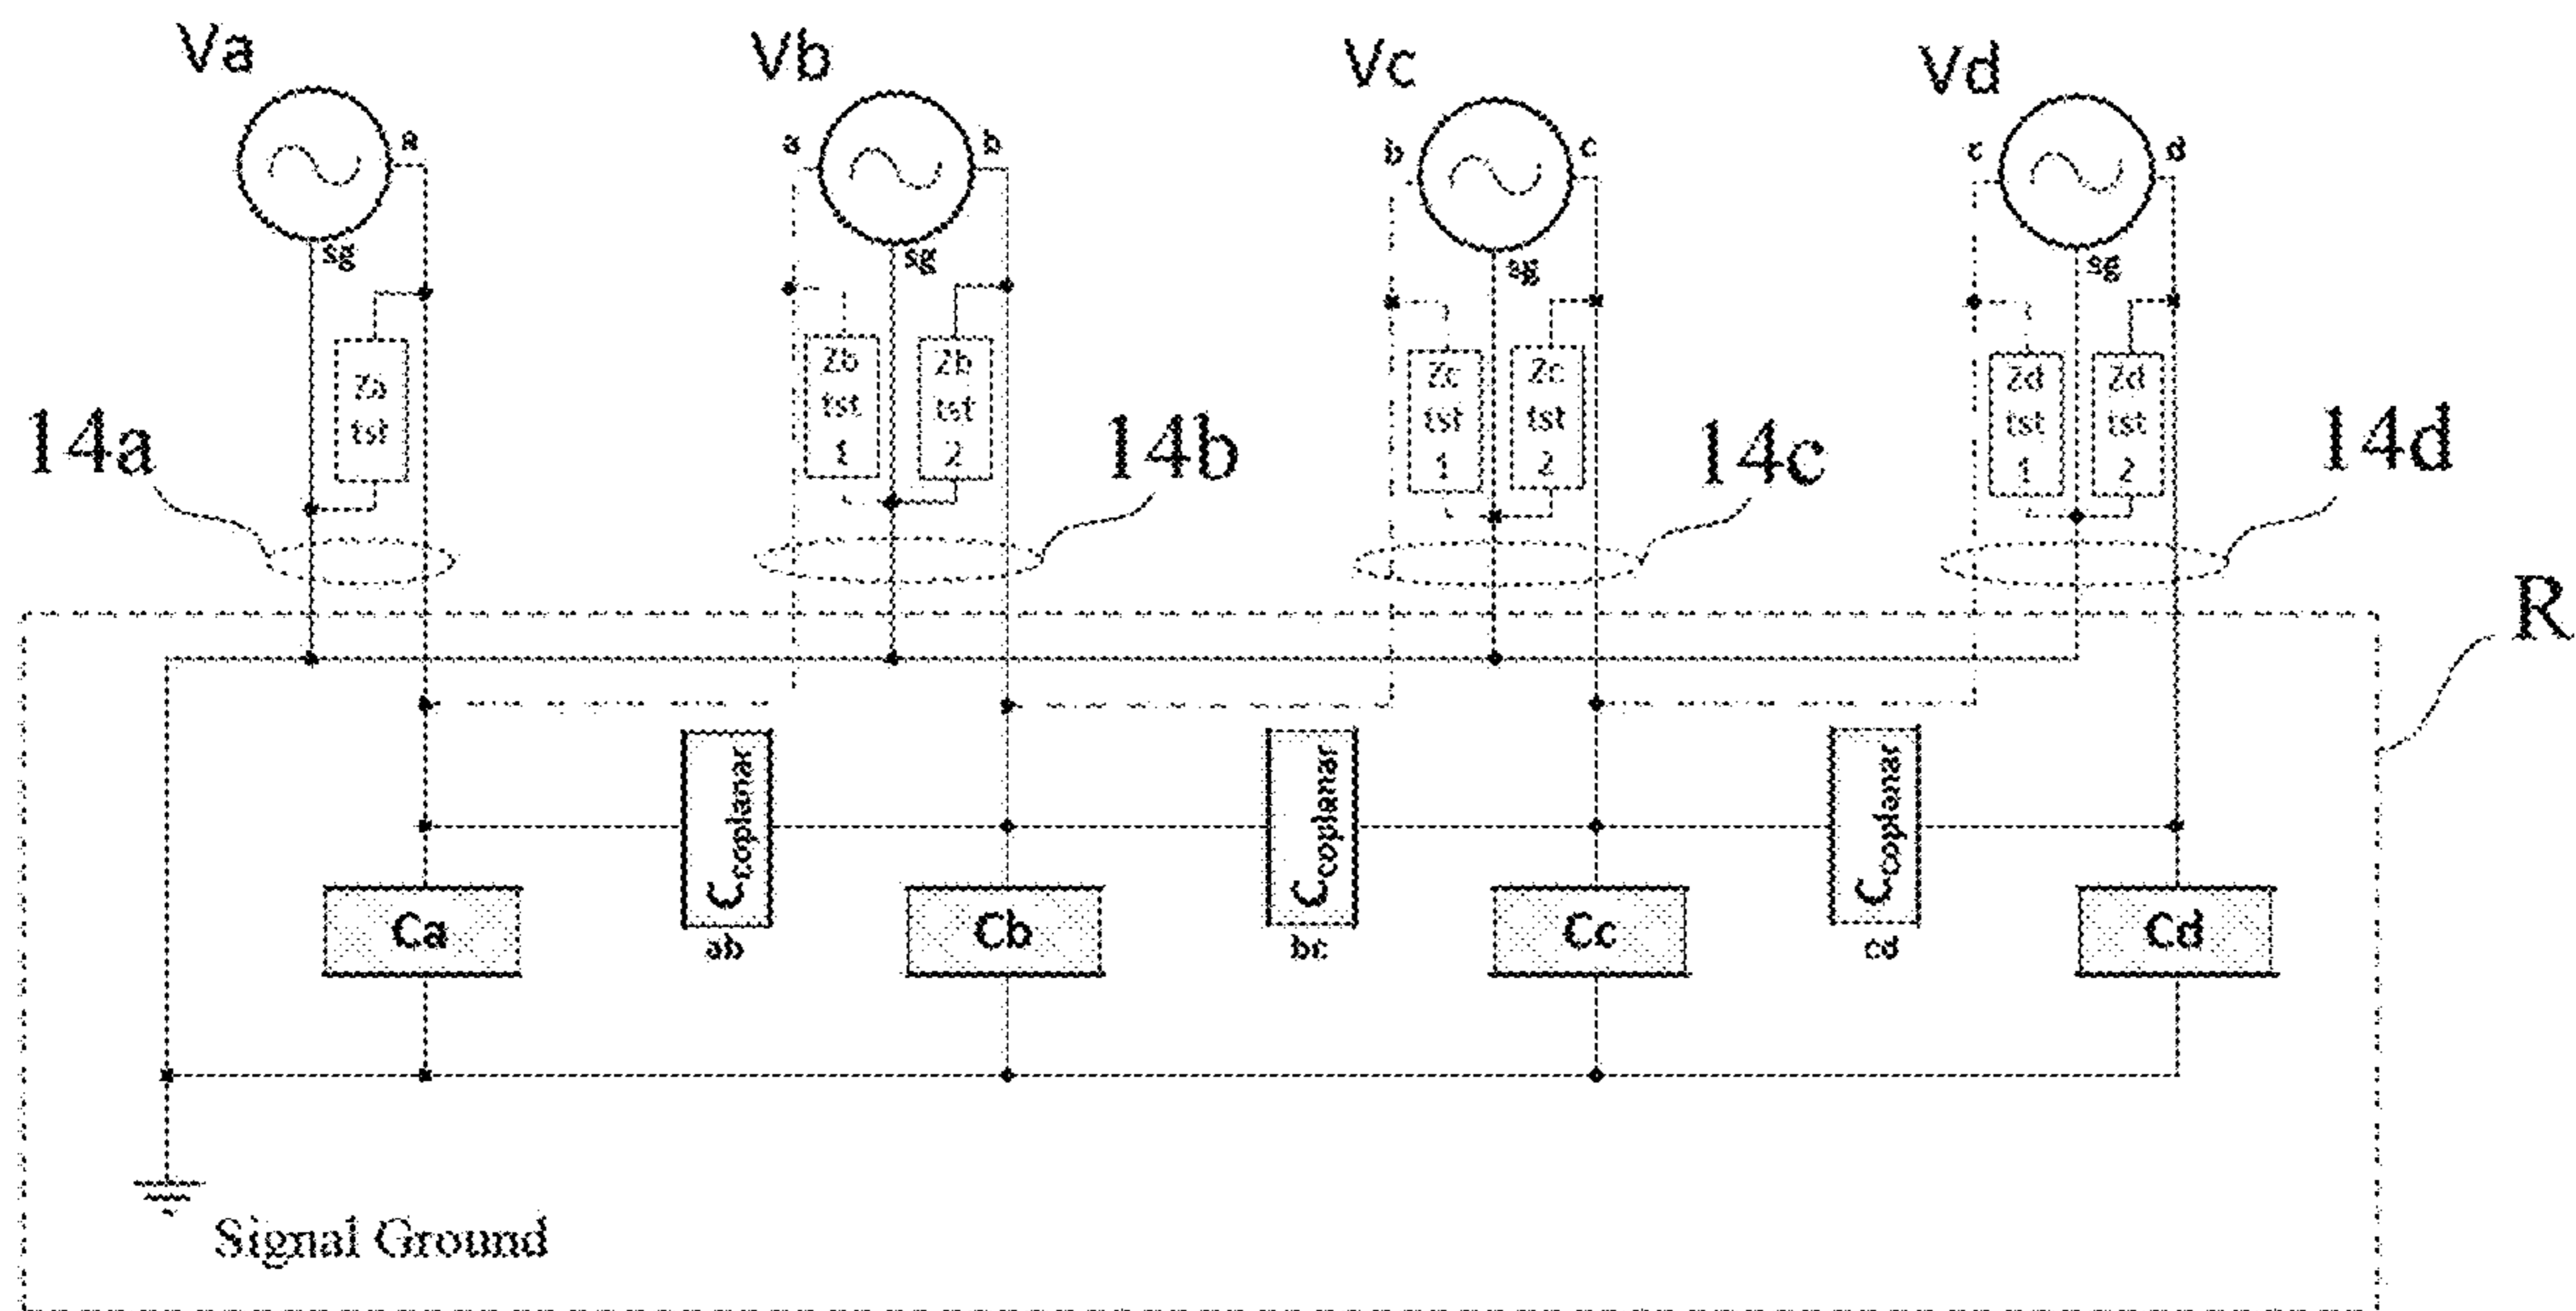 Va
Vb
Vc
Vd
a
a
b
b
c
c
d
sg
sg
sg
sg
Za
tst
Zb
tst
1
Zb
tst
2
Zc
tst
1
Zc
tst
2
Zd
tst
1
Zd
tst
2
14a
14b
14c
14d
R
Ccoplanar
ab
Ccoplanar
bc
Ccoplanar
Ca
Cb
Cc
Cd
Signal Ground